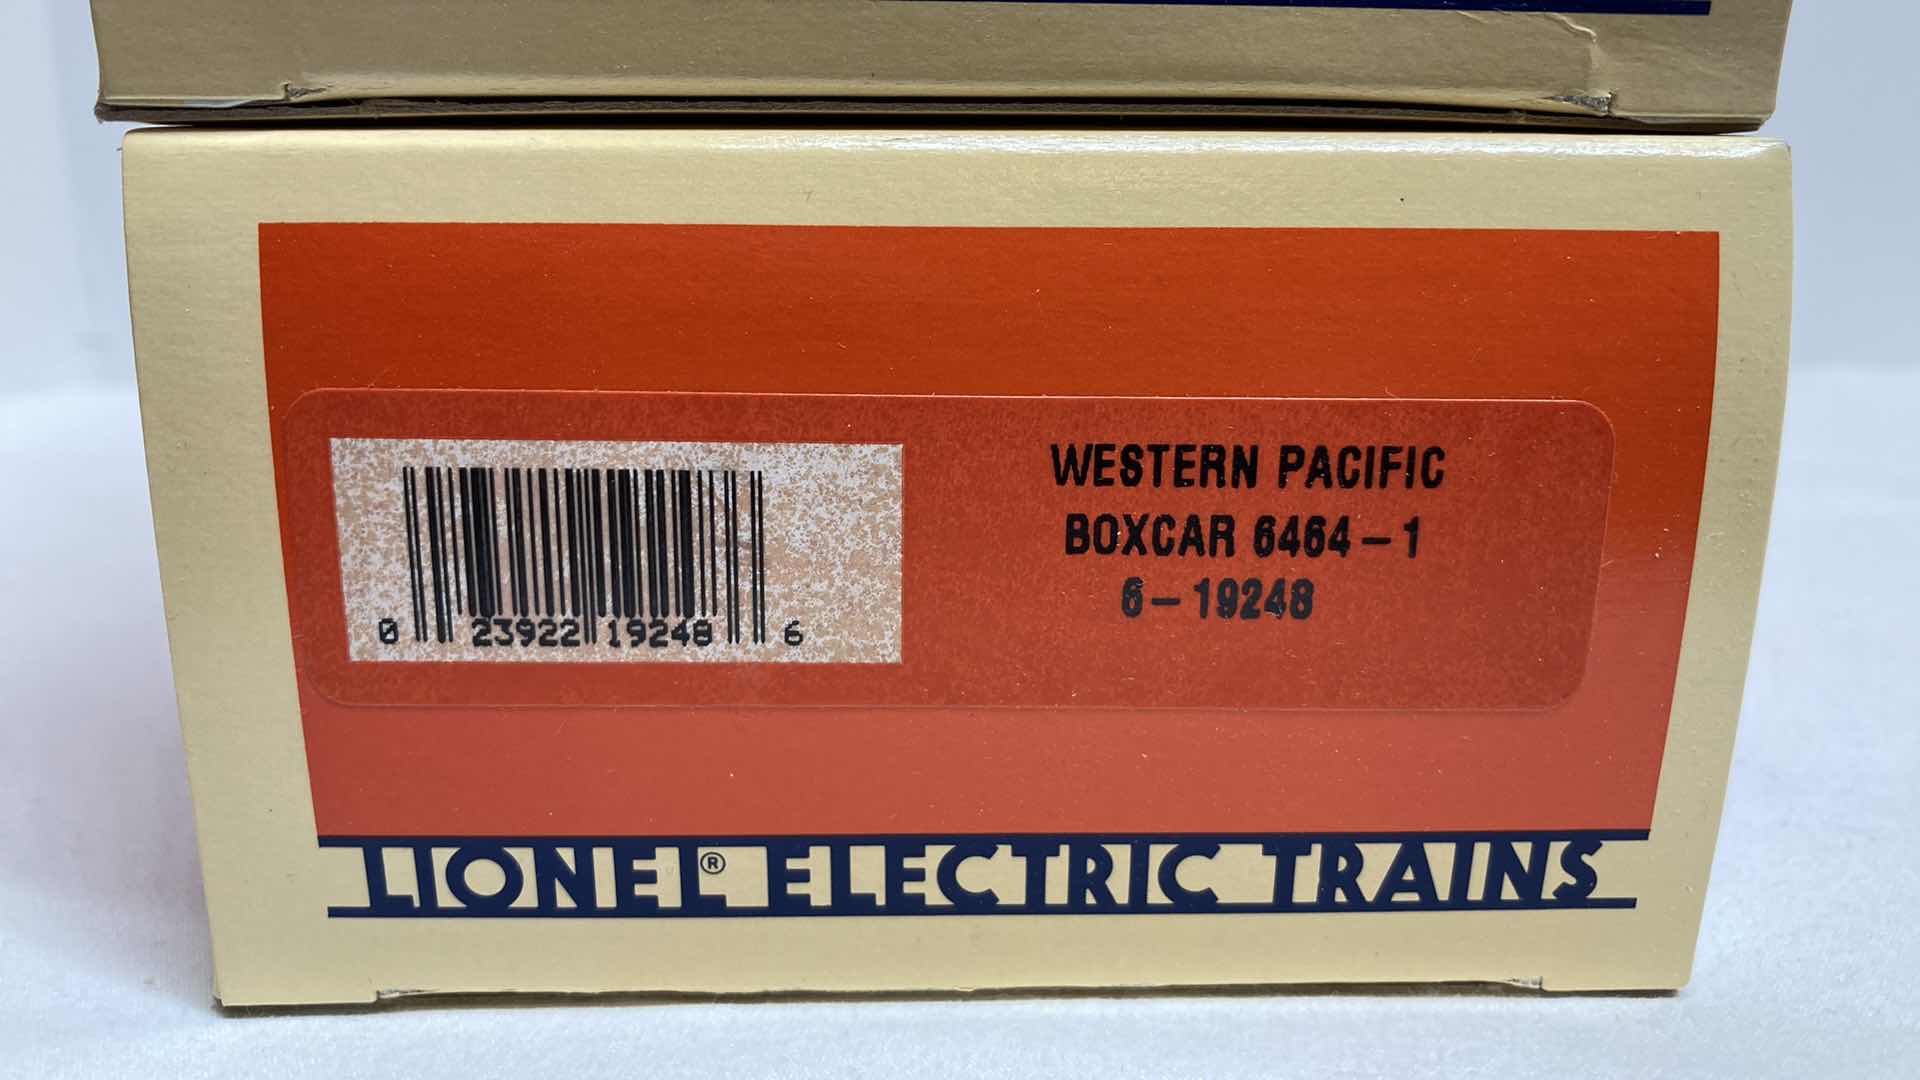 WESTERN PACIFIC
BOXCAR 6464-1
6-19248
0 23922 19248 6
LIONEL® ELECTRIC TRAINS